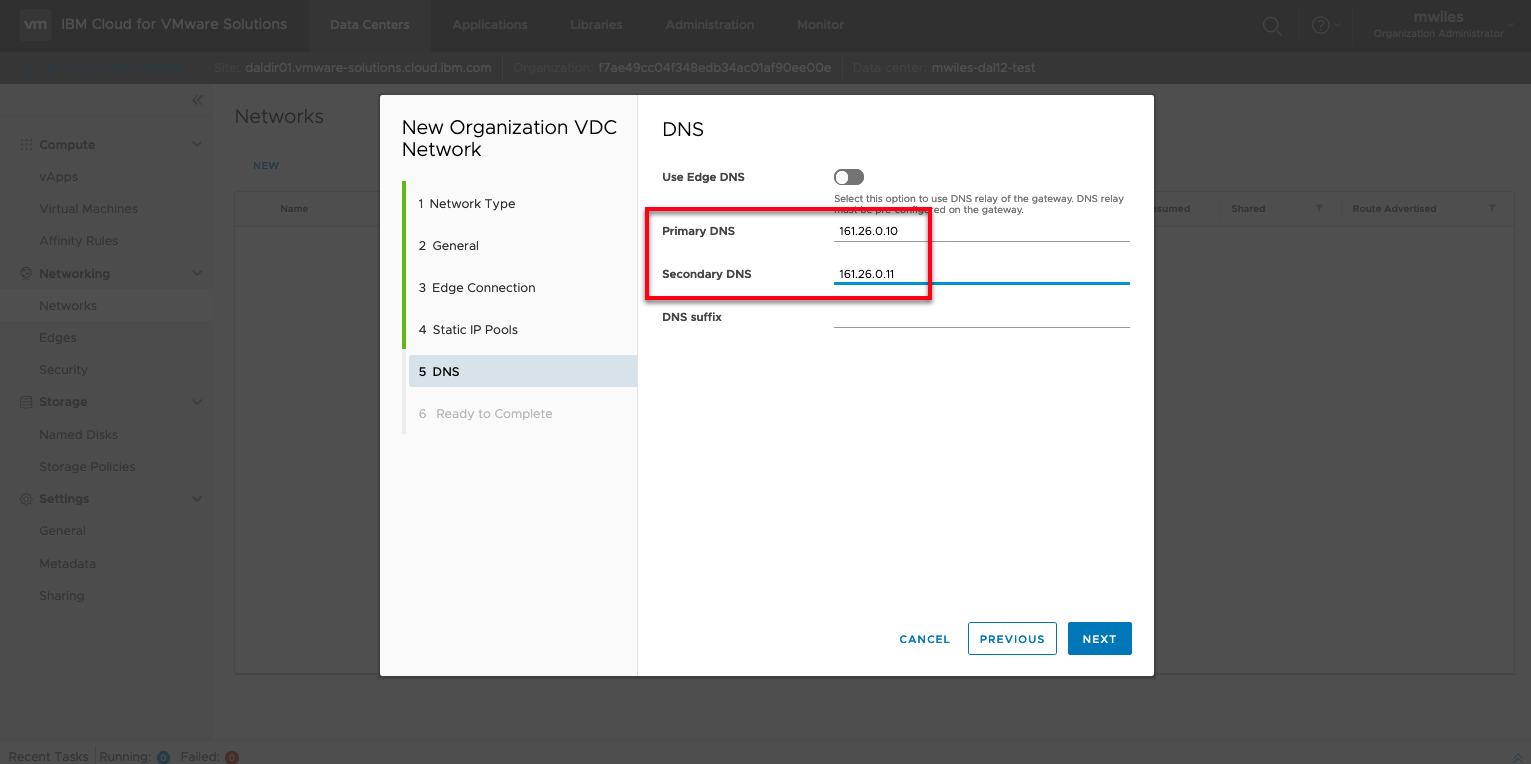 vm IBM Cloud for VMware Solutions Data Centers Applications Libraries Administration Monitor mwiles
Organization Administrator
Site: daldir01.vmware-solutions.cloud.ibm.com Organization: f7ae49cc04f348edb34ac01af90ee00e Data center: mwiles-dal12-test
Networks
NEW
Name
sumed
Shared
Route Advertised
Compute
vApps
Virtual Machines
Affinity Rules
Networking
Networks
Edges
Security
Storage
Named Disks
Storage Policies
Settings
General
Metadata
Sharing
New Organization VDC
Network
1 Network Type
2 General
3 Edge Connection
4 Static IP Pools
5 DNS
6 Ready to Complete
DNS
Use Edge DNS
Select this option to use DNS relay of the gateway. DNS relay
must be pre-configured on the gateway.
Primary DNS 161.26.0.10
Secondary DNS 161.26.0.11
DNS suffix
CANCEL PREVIOUS NEXT
Recent Tasks Running: 0 Failed: 0